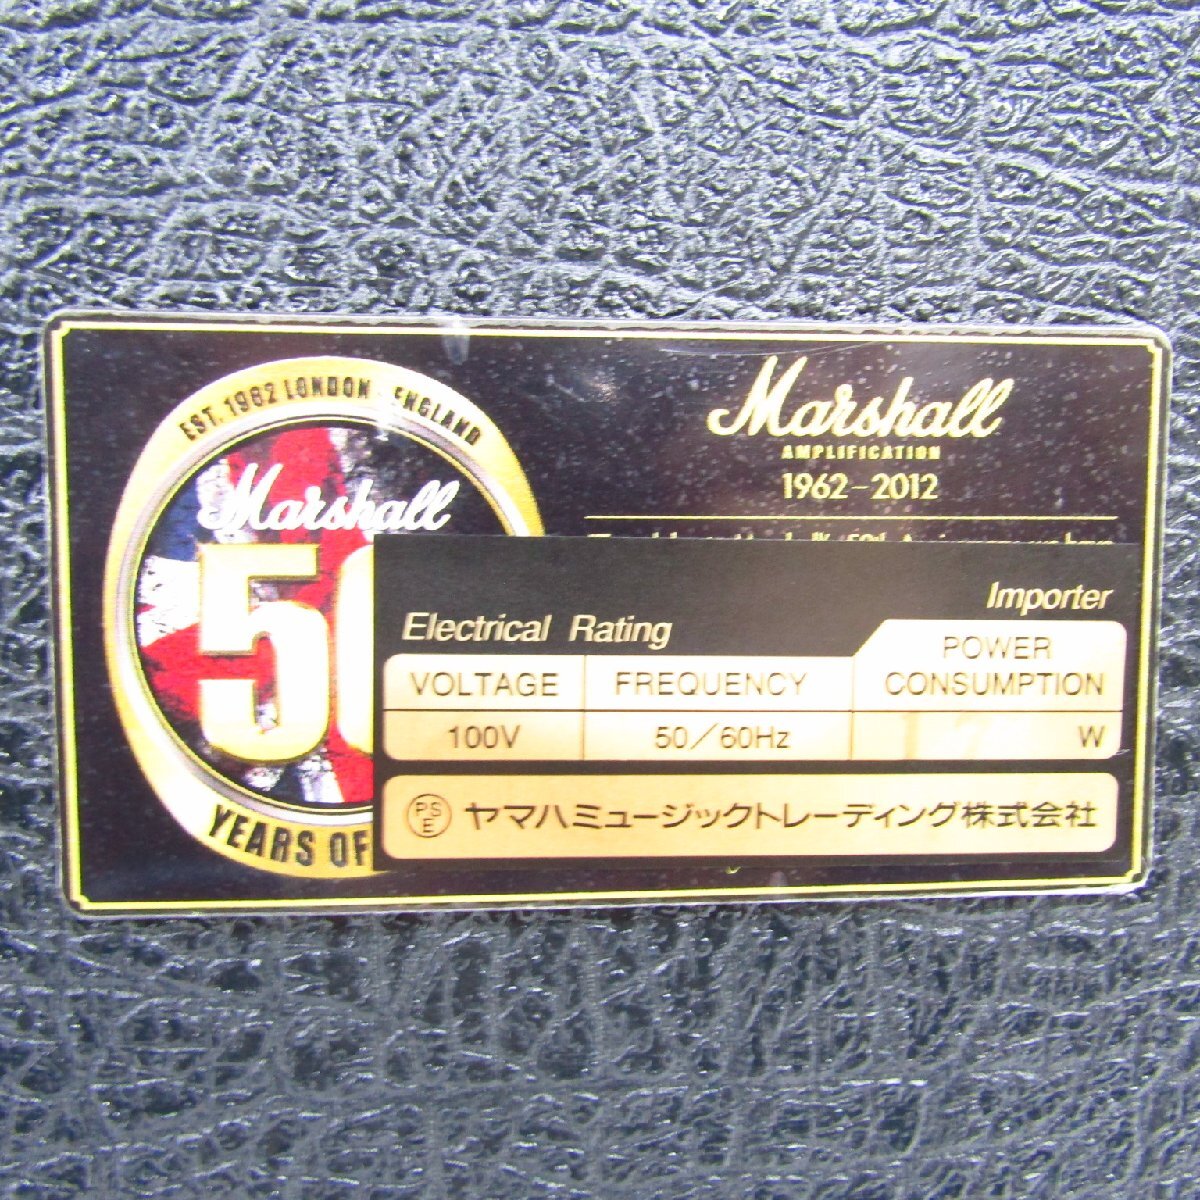 EST. 1962 LONDON ENGLAND
Marshall
50
YEARS OF
Marshall
AMPLIFICATION
1962-2012
Importer
Electrical Rating
VOLTAGE FREQUENCY POWER CONSUMPTION
100V 50/60Hz W
PSE ヤマハミュージックトレーディング株式会社